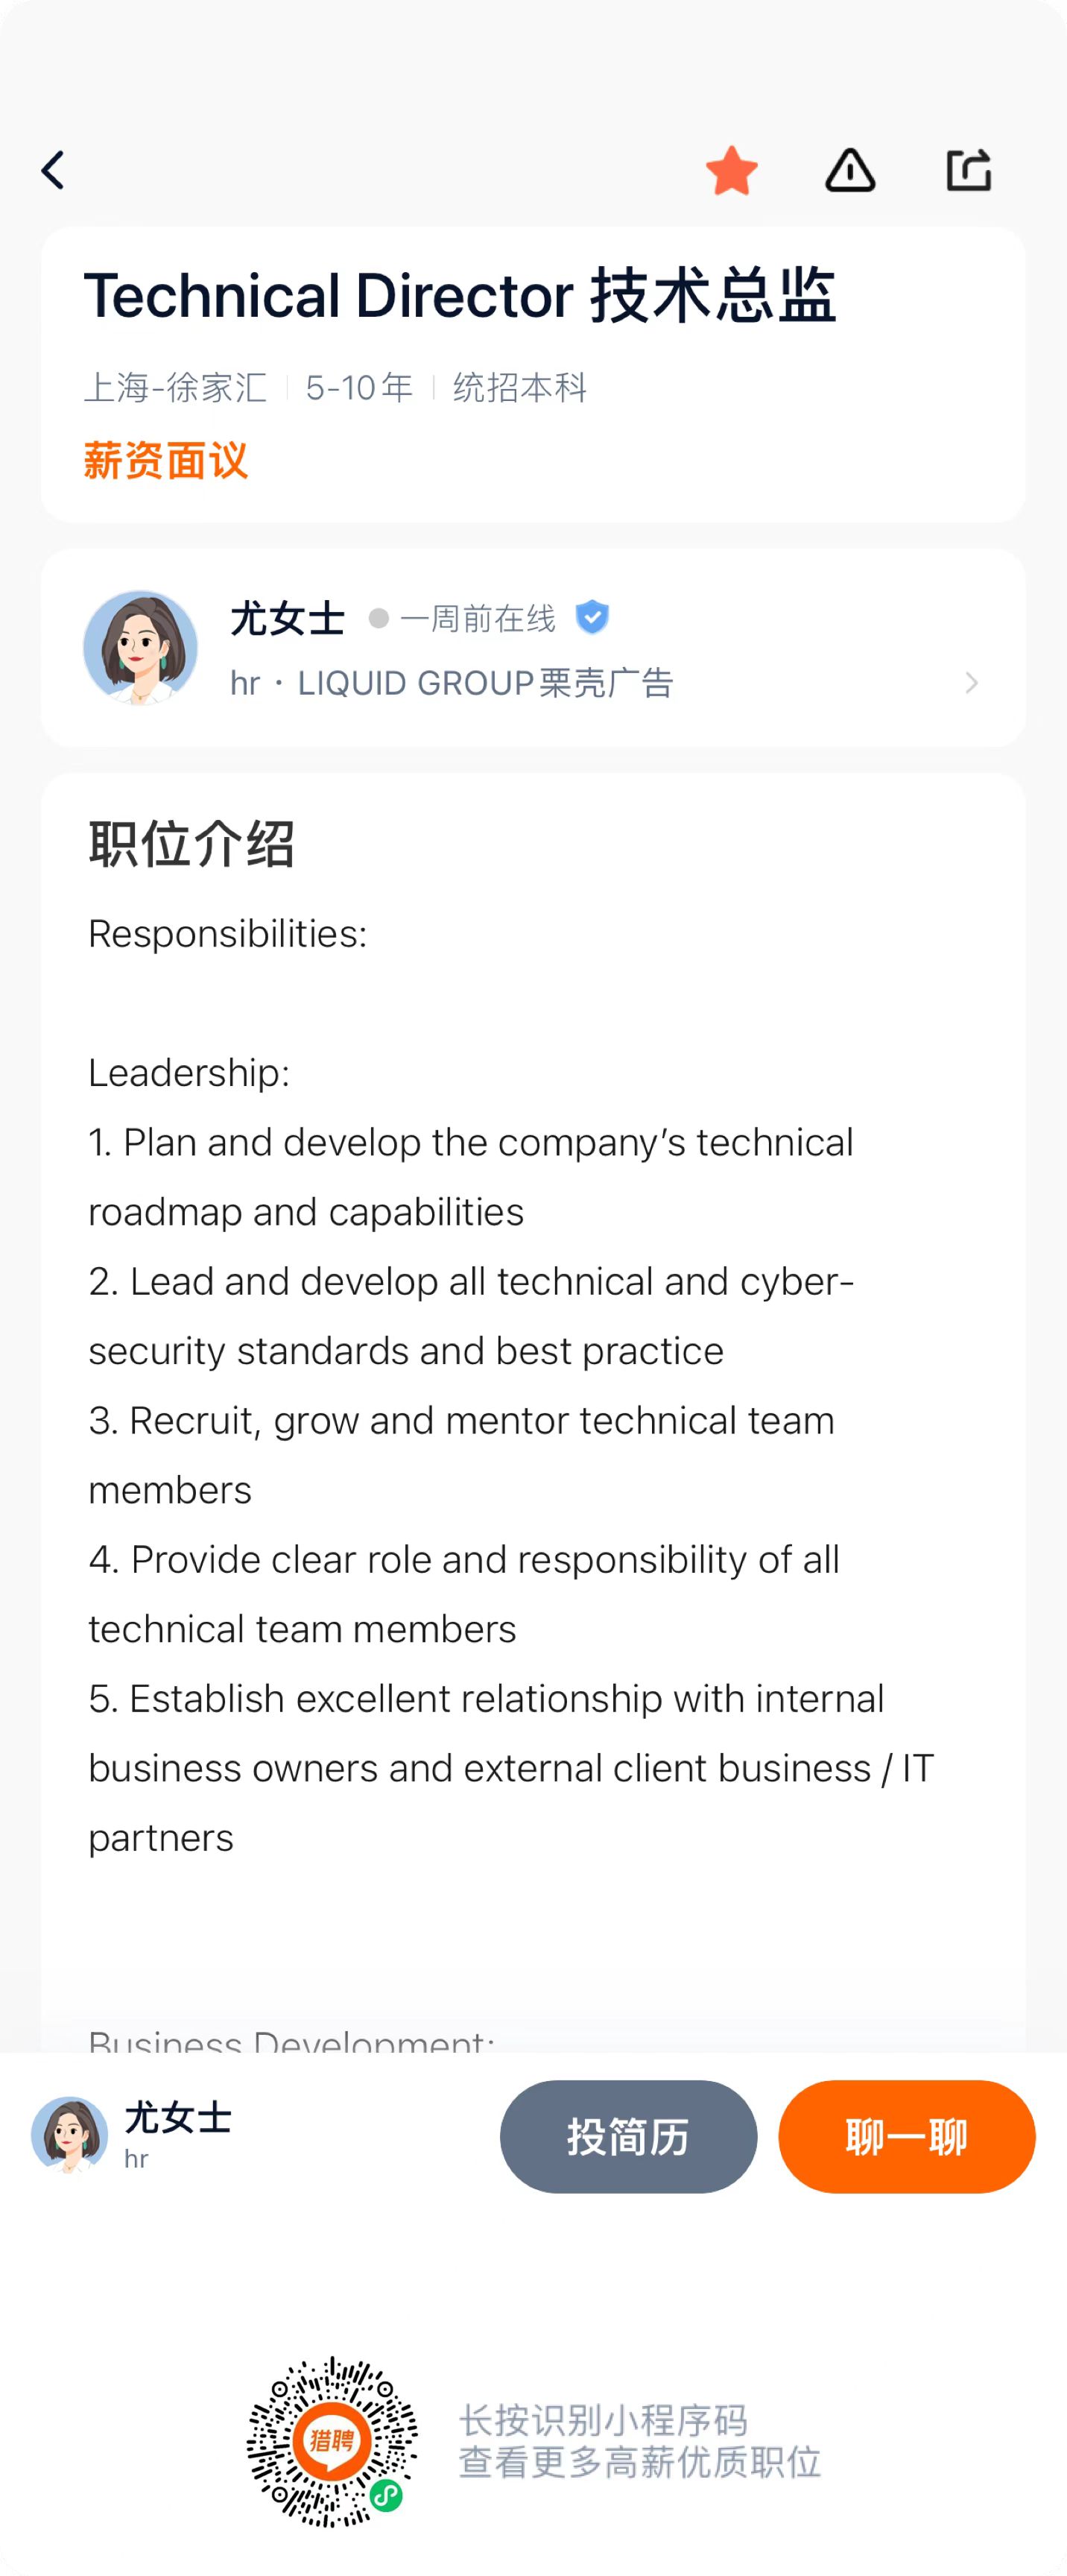 Technical Director 技术总监
上海-徐家汇 | 5-10年 | 统招本科
薪资面议
尤女士 一周前在线
hr · LIQUID GROUP栗壳广告
职位介绍
Responsibilities:
Leadership:
1. Plan and develop the company’s technical
roadmap and capabilities
2. Lead and develop all technical and cyber-
security standards and best practice
3. Recruit, grow and mentor technical team
members
4. Provide clear role and responsibility of all
technical team members
5. Establish excellent relationship with internal
business owners and external client business / IT
partners
Business Development:
尤女士
hr
投简历
聊一聊
猎聘
长按识别小程序码
查看更多高薪优质职位